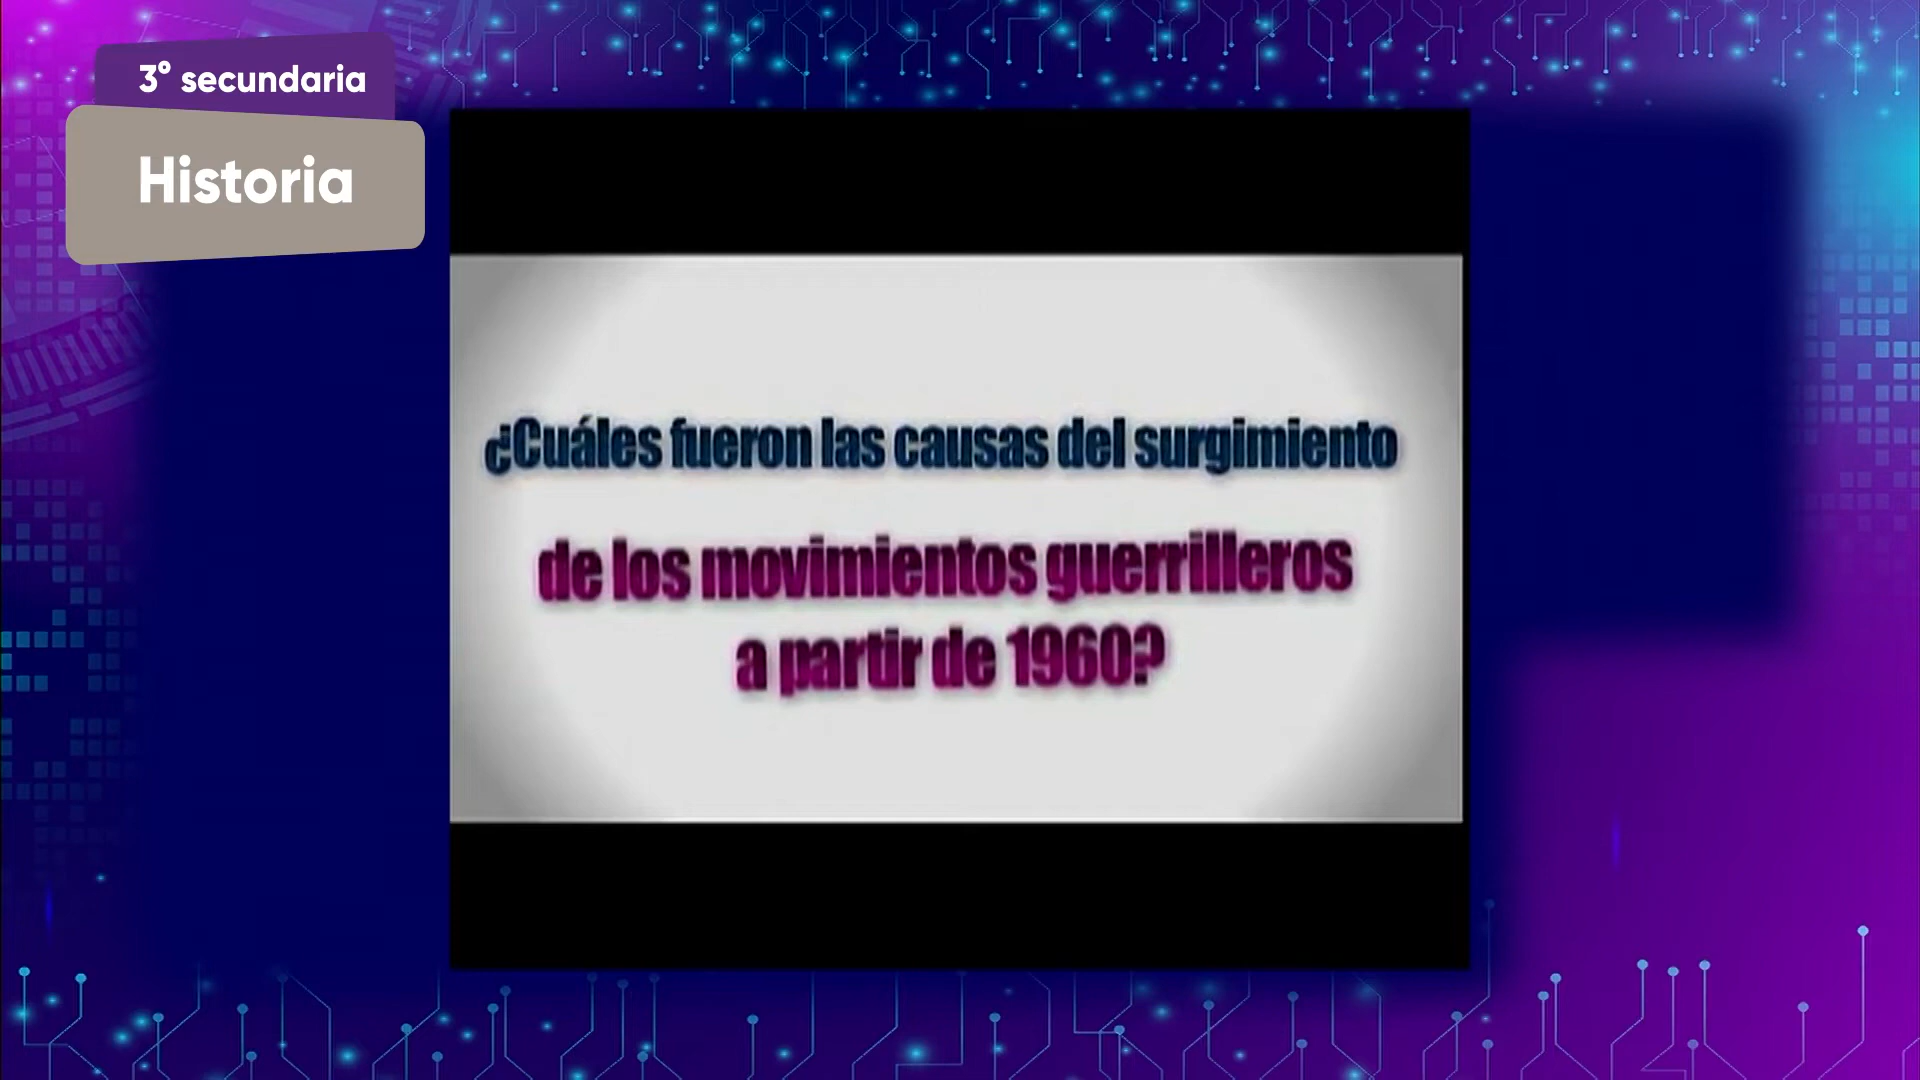 3° secundaria
Historia
¿Cuáles fueron las causas del surgimiento
de los movimientos guerrilleros
a partir de 1960?